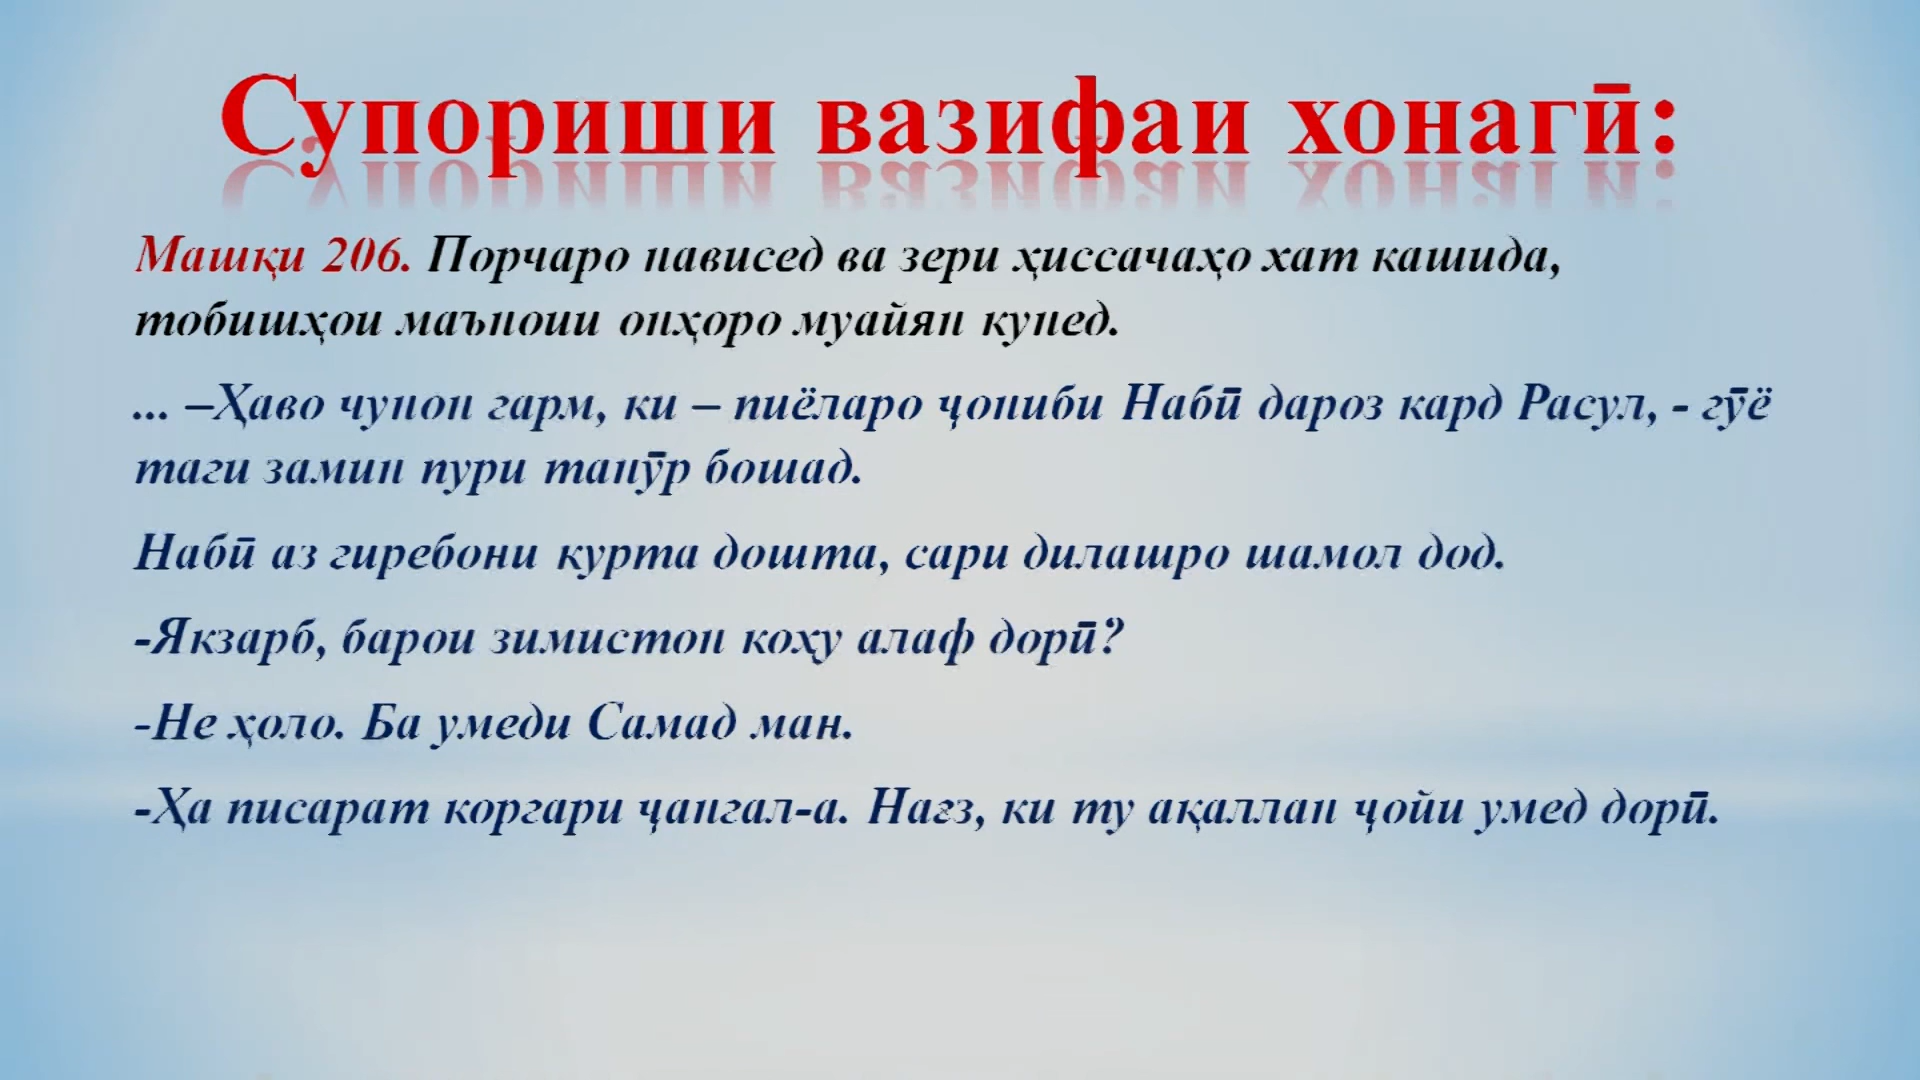 Супориши вазифаи хонагӣ:
Машқи 206. Порчаро нависед ва зери ҳиссачаҳо хат кашида,
тобишҳои маъноии онҳоро муайян кунед.
... –Ҳаво чунон гарм, ки – пиёларо ҷониби Набӣ дароз кард Расул, - гӯё
таги замин пури танӯр бошад.
Набӣ аз гиребони курта дошта, сари дилашро шамол дод.
-Якзарб, барои зимистон коҳу алаф дорӣ?
-Не ҳоло. Ба умеди Самад ман.
-Ҳа писарат коргари ҷангал-а. Нағз, ки ту ақаллан ҷойи умед дорӣ.